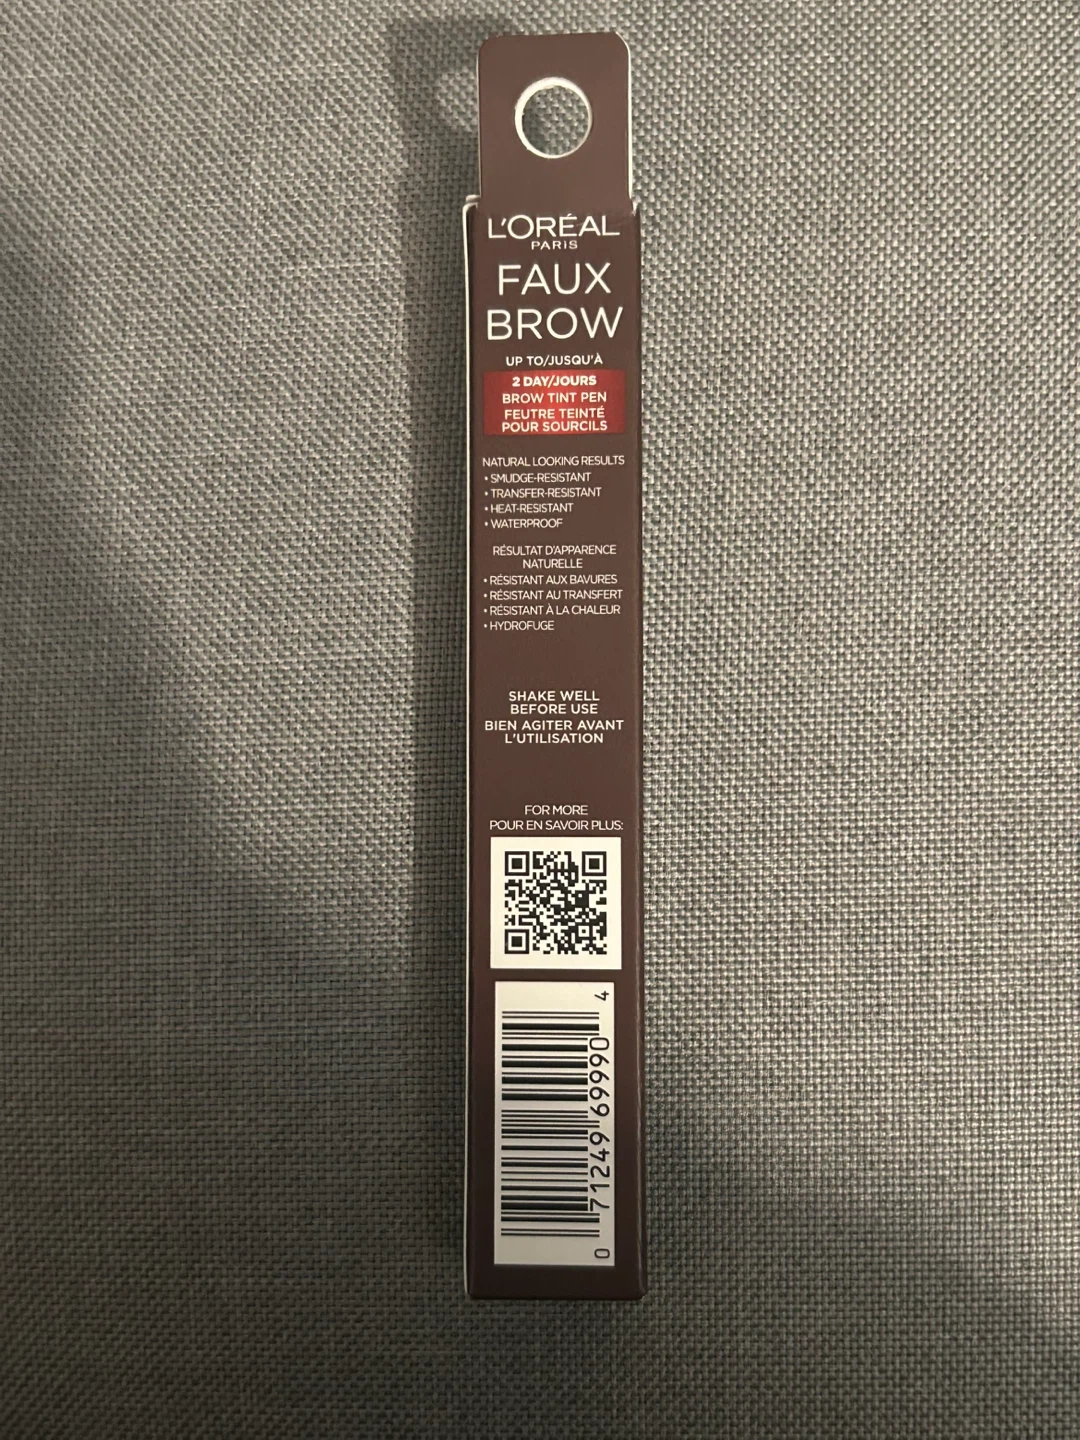 L'ORÉAL
PARIS
FAUX
BROW
UP TO/JUSQU'À
2 DAY/JOURS
BROW TINT PEN
FEUTRE TEINTÉ
POUR SOURCILS
NATURAL LOOKING RESULTS
• SMUDGE-RESISTANT
• TRANSFER-RESISTANT
• HEAT-RESISTANT
• WATERPROOF
RÉSULTAT D'APPARENCE
NATURELLE
• RÉSISTANT AUX BAVURES
• RÉSISTANT AU TRANSFERT
• RÉSISTANT À LA CHALEUR
• HYDROFUGE
SHAKE WELL
BEFORE USE
BIEN AGITER AVANT
L'UTILISATION
FOR MORE
POUR EN SAVOIR PLUS:
0 71249 69990 4